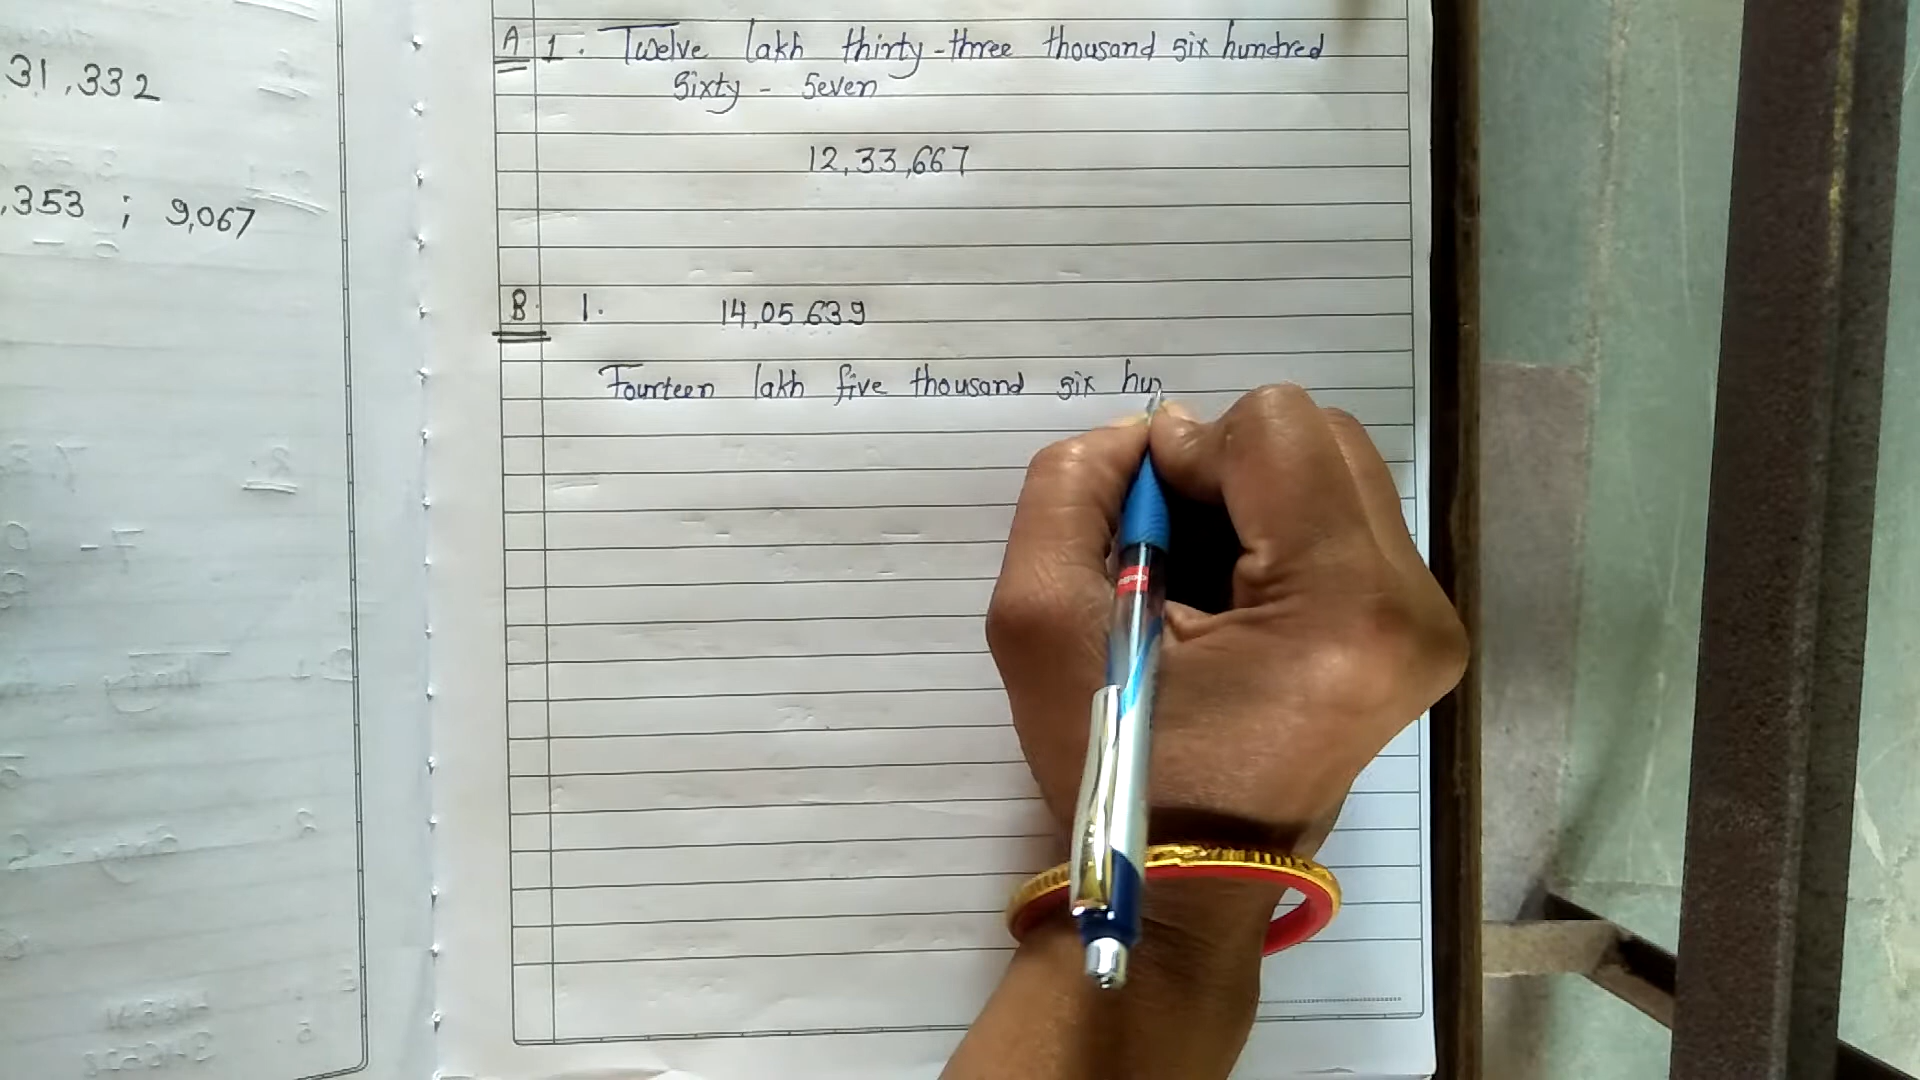 31,332
,353 ; 9,067
A. 1. Twelve lakh thirty-three thousand six hundred
sixty - seven
12,33,667
B. 1. 14,05,639
Fourteen lakh five thousand six hun